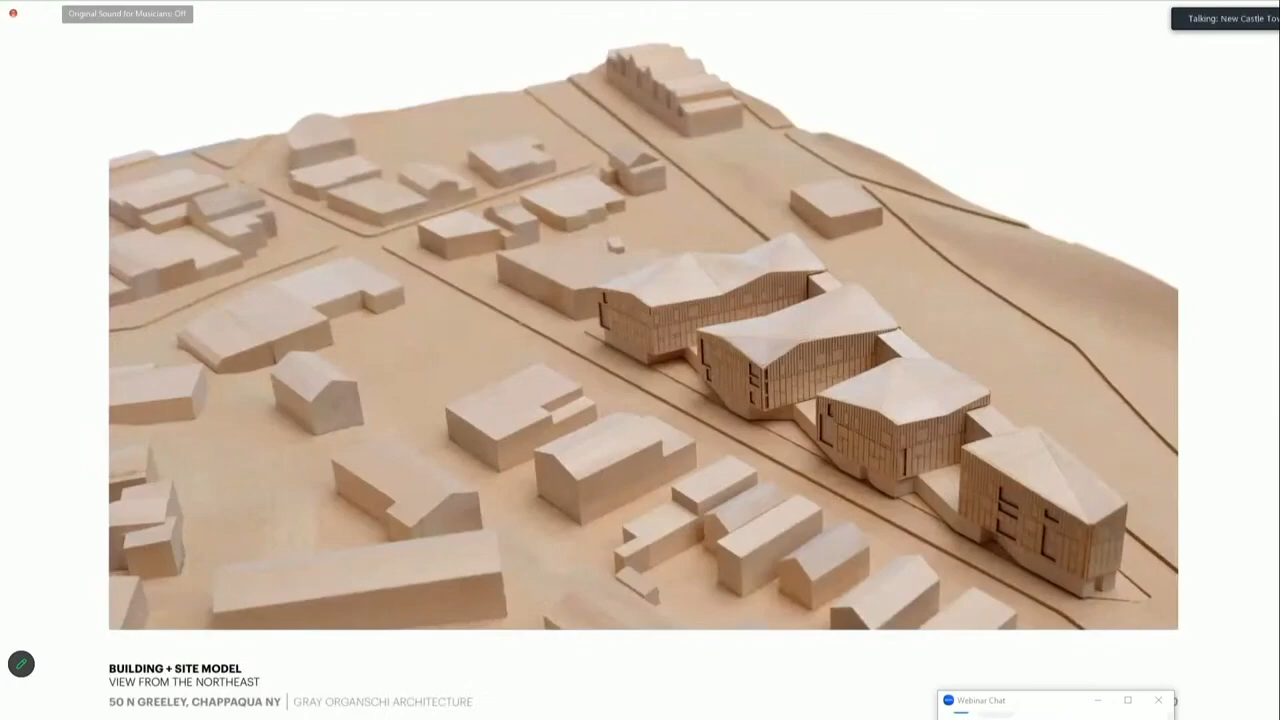 Original Sound for Musicians: Off
Talking: New Castle
BUILDING + SITE MODEL
VIEW FROM THE NORTHEAST
50 N GREELEY, CHAPPAQUA NY | GRAY ORGANSCHI ARCHITECTURE
Webinar Chat